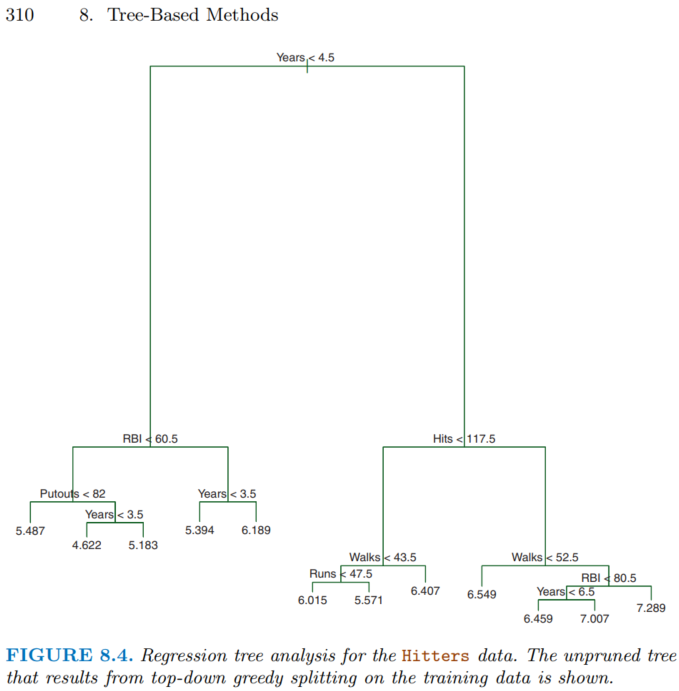 310 8. Tree-Based Methods
Years < 4.5
RBI < 60.5
Hits < 117.5
Putouts < 82
Years < 3.5
Years < 3.5
5.487
4.622
5.183
5.394
6.189
Walks < 43.5
Walks < 52.5
Runs < 47.5
RBI < 80.5
Years < 6.5
6.015
5.571
6.407
6.549
6.459
7.007
7.289
FIGURE 8.4. Regression tree analysis for the Hitters data. The unpruned tree
that results from top-down greedy splitting on the training data is shown.